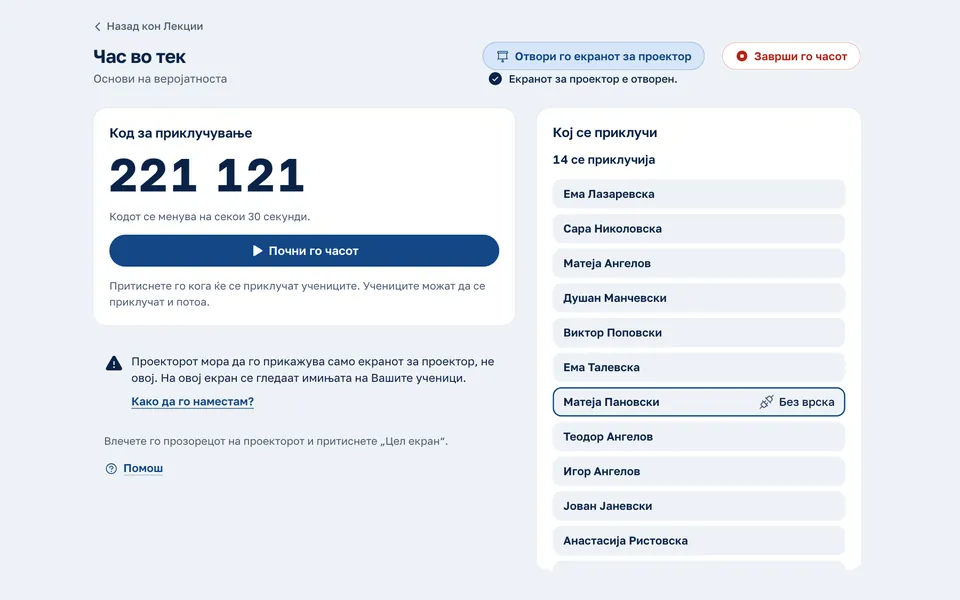 Назад кон Лекции
Час во тек
Основи на веројатноста
Отвори го екранот за проектор
Екранот за проектор е отворен.
Заврши го часот
Код за приклучување
221 121
Кодот се менува на секои 30 секунди.
Почни го часот
Притиснете го кога ќе се приклучат учениците. Учениците можат да се
приклучат и потоа.
Проекторот мора да го прикажува само екранот за проектор, не
овој. На овој екран се гледаат имињата на Вашите ученици.
Како да го наместам?
Влечете го прозорецот на проекторот и притиснете „Цел екран“.
Помош
Кој се приклучи
14 се приклучија
Ема Лазаревска
Сара Николовска
Матеја Ангелов
Душан Манчевски
Виктор Поповски
Ема Талевска
Матеја Пановски
Без врска
Теодор Ангелов
Игор Ангелов
Јован Јаневски
Анастасија Ристовска